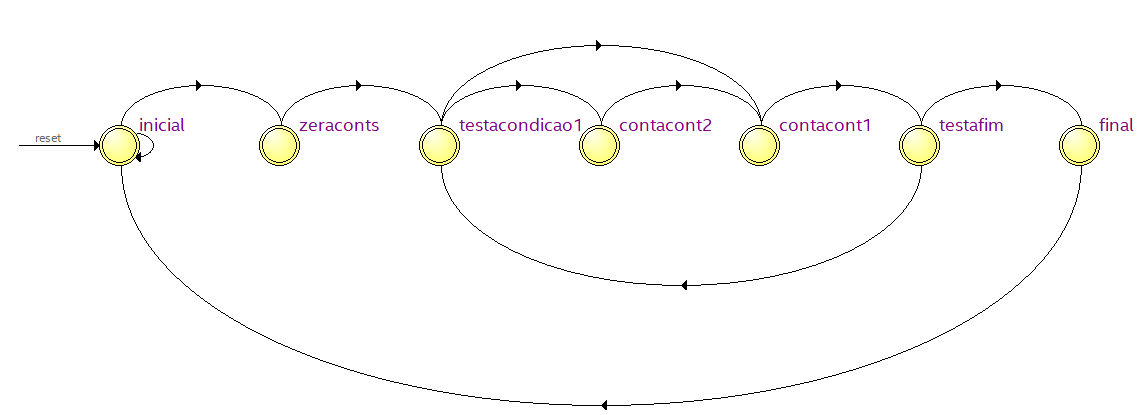 reset
inicial
zeraconts
testacondicao1
contacont2
contacont1
testafim
final